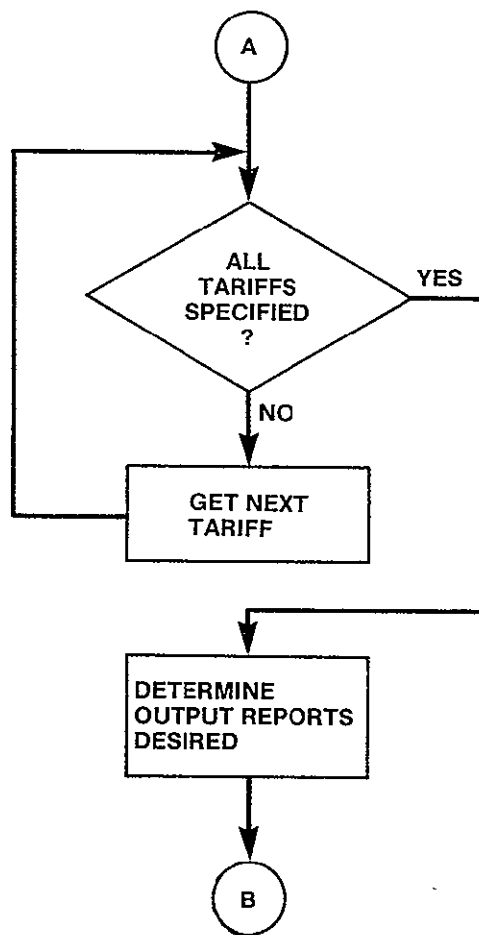 A
ALL
TARIFFS
SPECIFIED
?
YES
NO
GET NEXT
TARIFF
DETERMINE
OUTPUT REPORTS
DESIRED
B